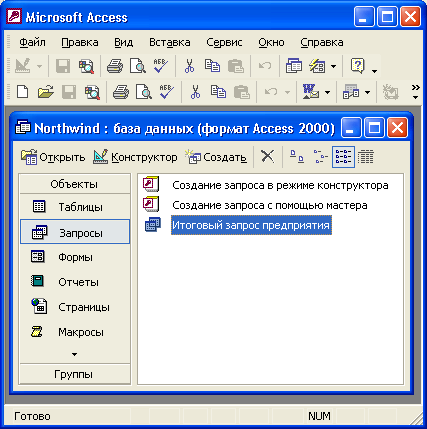 Microsoft Access
Файл Правка Вид Вставка Сервис Окно Справка
Northwind : база данных (формат Access 2000)
Открыть Конструктор Создать
Объекты
Таблицы
Запросы
Формы
Отчеты
Страницы
Макросы
Группы
Создание запроса в режиме конструктора
Создание запроса с помощью мастера
Итоговый запрос предприятия
Готово NUM